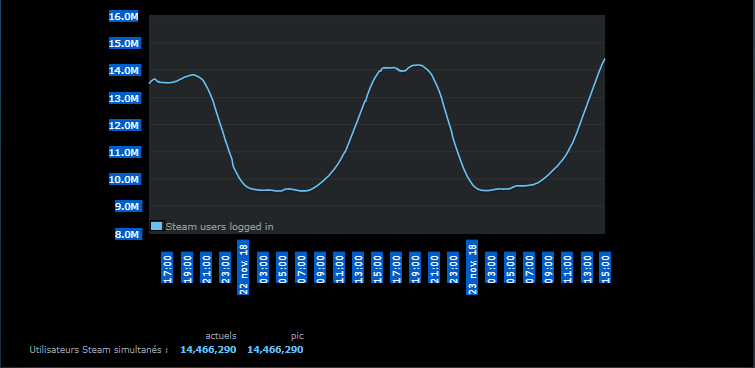 16.0M
15.0M
14.0M
13.0M
12.0M
11.0M
10.0M
9.0M
8.0M
Steam users logged in
17:00
19:00
21:00
23:00
22 nov. 18
03:00
05:00
07:00
09:00
11:00
13:00
15:00
17:00
19:00
21:00
23:00
23 nov. 18
03:00
05:00
07:00
09:00
11:00
13:00
15:00
actuels pic
Utilisateurs Steam simultanés : 14,466,290 14,466,290